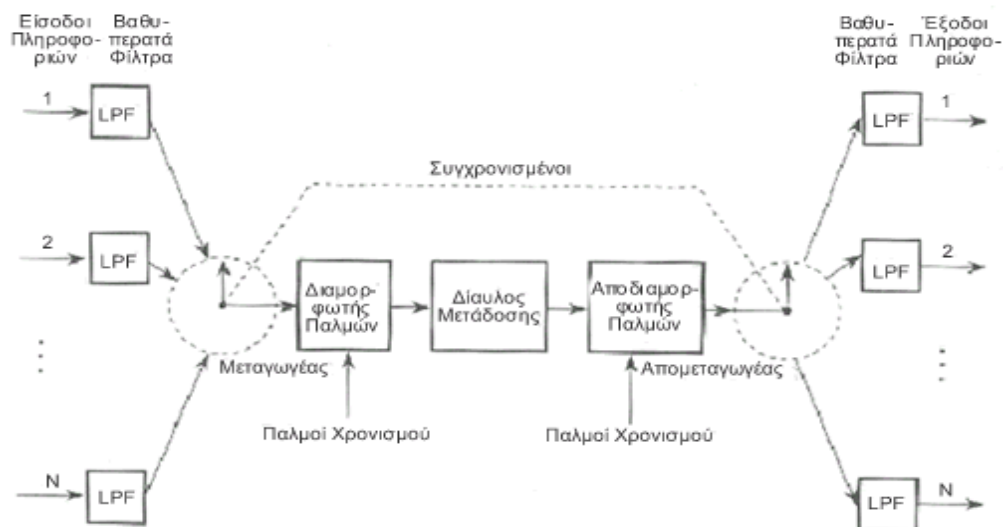 Είσοδοι
Πληροφο-
ριών
Βαθυ-
περατά
Φίλτρα
Βαθυ-
περατά
Φίλτρα
Έξοδοι
Πληροφο-
ριών
1
LPF
LPF
1
Συγχρονισμένοι
2
LPF
LPF
2
Διαμορ-
φωτής
Παλμών
Δίαυλος
Μετάδοσης
Αποδιαμορ-
φωτής
Παλμών
Μεταγωγέας
Απομεταγωγέας
Παλμοί Χρονισμού
Παλμοί Χρονισμού
N
LPF
LPF
N